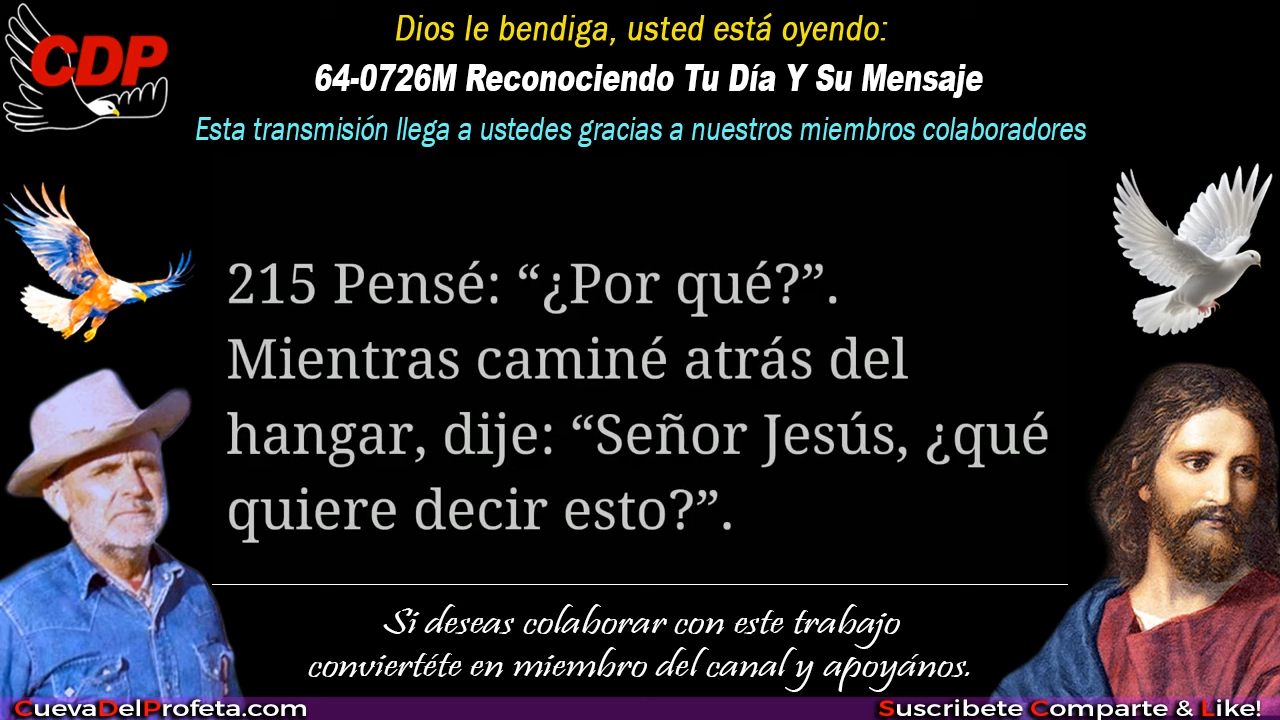 CDP
Dios le bendiga, usted está oyendo:
64-0726M Reconociendo Tu Día Y Su Mensaje
Esta transmisión llega a ustedes gracias a nuestros miembros colaboradores
215 Pensé: “¿Por qué?”.
Mientras caminé atrás del
hangar, dije: “Señor Jesús, ¿qué
quiere decir esto?”.
Si deseas colaborar con este trabajo
conviertéte en miembro del canal y apoyános.
CuevaDelProfeta.com
Suscribete Comparte & Like!